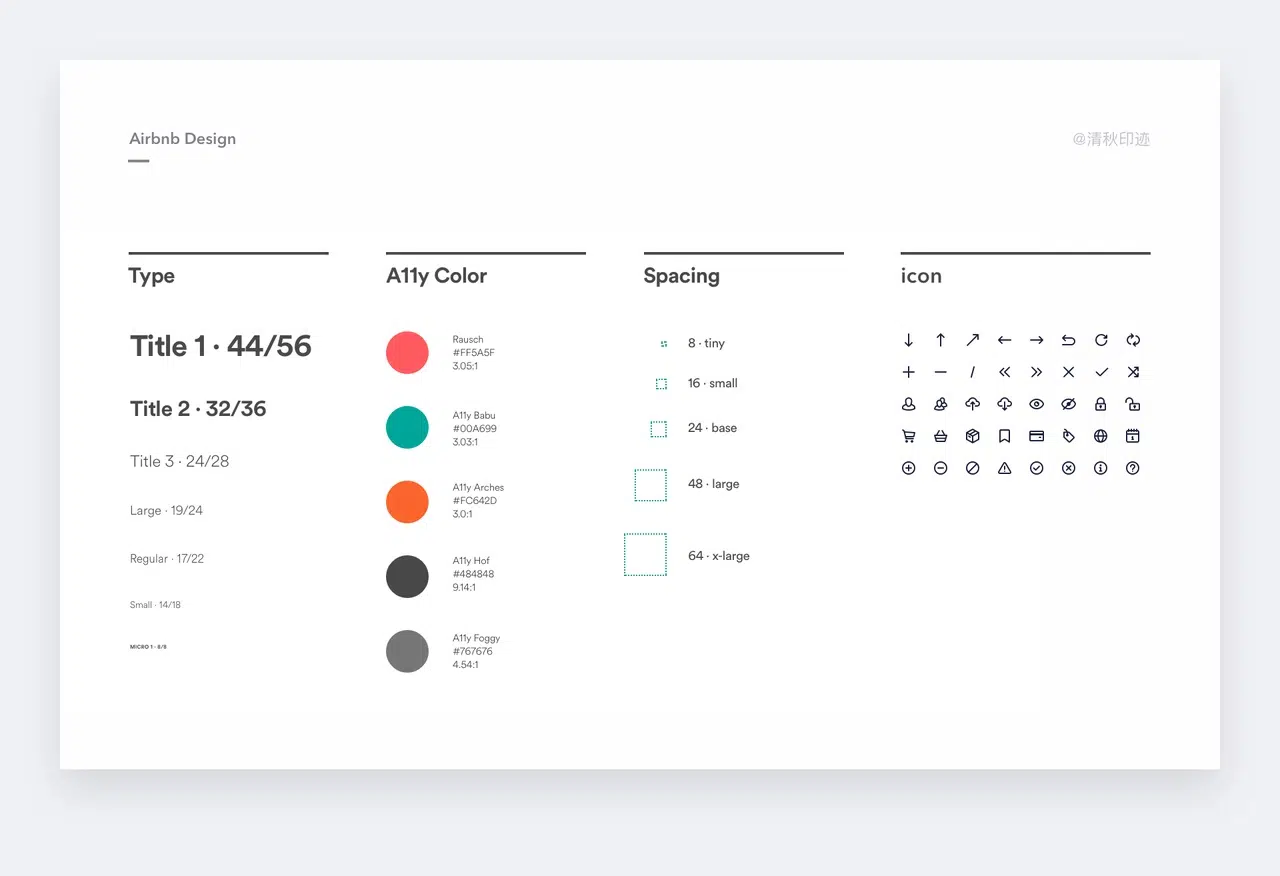 Airbnb Design
@清秋印迹
Type
Title 1 · 44/56
Title 2 · 32/36
Title 3 · 24/28
Large · 19/24
Regular · 17/22
Small · 14/18
MICRO 1 · 8/8
A11y Color
Rausch
#FF5A5F
3.05:1
A11y Babu
#00A699
3.03:1
A11y Arches
#FC642D
3.0:1
A11y Hof
#484848
9.14:1
A11y Foggy
#767676
4.54:1
Spacing
8 · tiny
16 · small
24 · base
48 · large
64 · x-large
icon